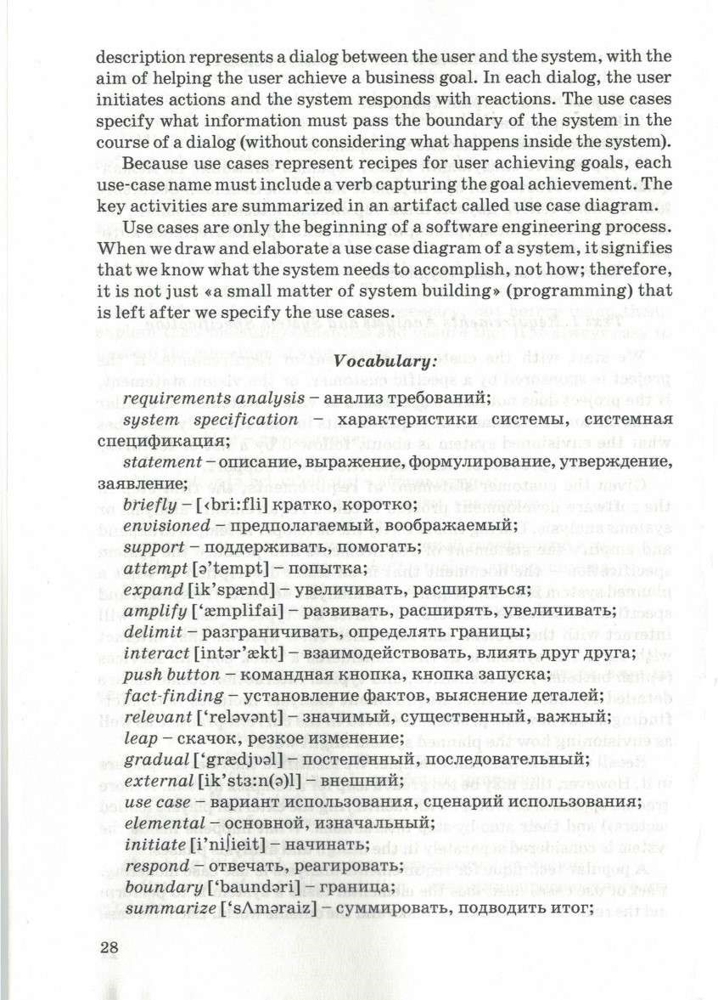 description represents a dialog between the user and the system, with the
aim of helping the user achieve a business goal. In each dialog, the user
initiates actions and the system responds with reactions. The use cases
specify what information must pass the boundary of the system in the
course of a dialog (without considering what happens inside the system).
Because use cases represent recipes for user achieving goals, each
use-case name must include a verb capturing the goal achievement. The
key activities are summarized in an artifact called use case diagram.
Use cases are only the beginning of a software engineering process.
When we draw and elaborate a use case diagram of a system, it signifies
that we know what the system needs to accomplish, not how; therefore,
it is not just «a small matter of system building» (programming) that
is left after we specify the use cases.
Vocabulary:
requirements analysis – анализ требований;
system specification – характеристики системы, системная
спецификация;
statement – описание, выражение, формулирование, утверждение,
заявление;
briefly – [‹bri:fli] кратко, коротко;
envisioned – предполагаемый, воображаемый;
support – поддерживать, помогать;
attempt [ə’tempt] – попытка;
expand [ik’spænd] – увеличивать, расширяться;
amplify [‘æmplifai] – развивать, расширять, увеличивать;
delimit – разграничивать, определять границы;
interact [intər’ækt] – взаимодействовать, влиять друг друга;
push button – командная кнопка, кнопка запуска;
fact-finding – установление фактов, выяснение деталей;
relevant [‘reləvənt] – значимый, существенный, важный;
leap – скачок, резкое изменение;
gradual [‘grædjʋəl] – постепенный, последовательный;
external [ik’stɜ:n(ə)l] – внешний;
use case – вариант использования, сценарий использования;
elemental – основной, изначальный;
initiate [i’niʃieit] – начинать;
respond – отвечать, реагировать;
boundary [‘baundəri] – граница;
summarize [‘sΛməraiz] – суммировать, подводить итог;
28